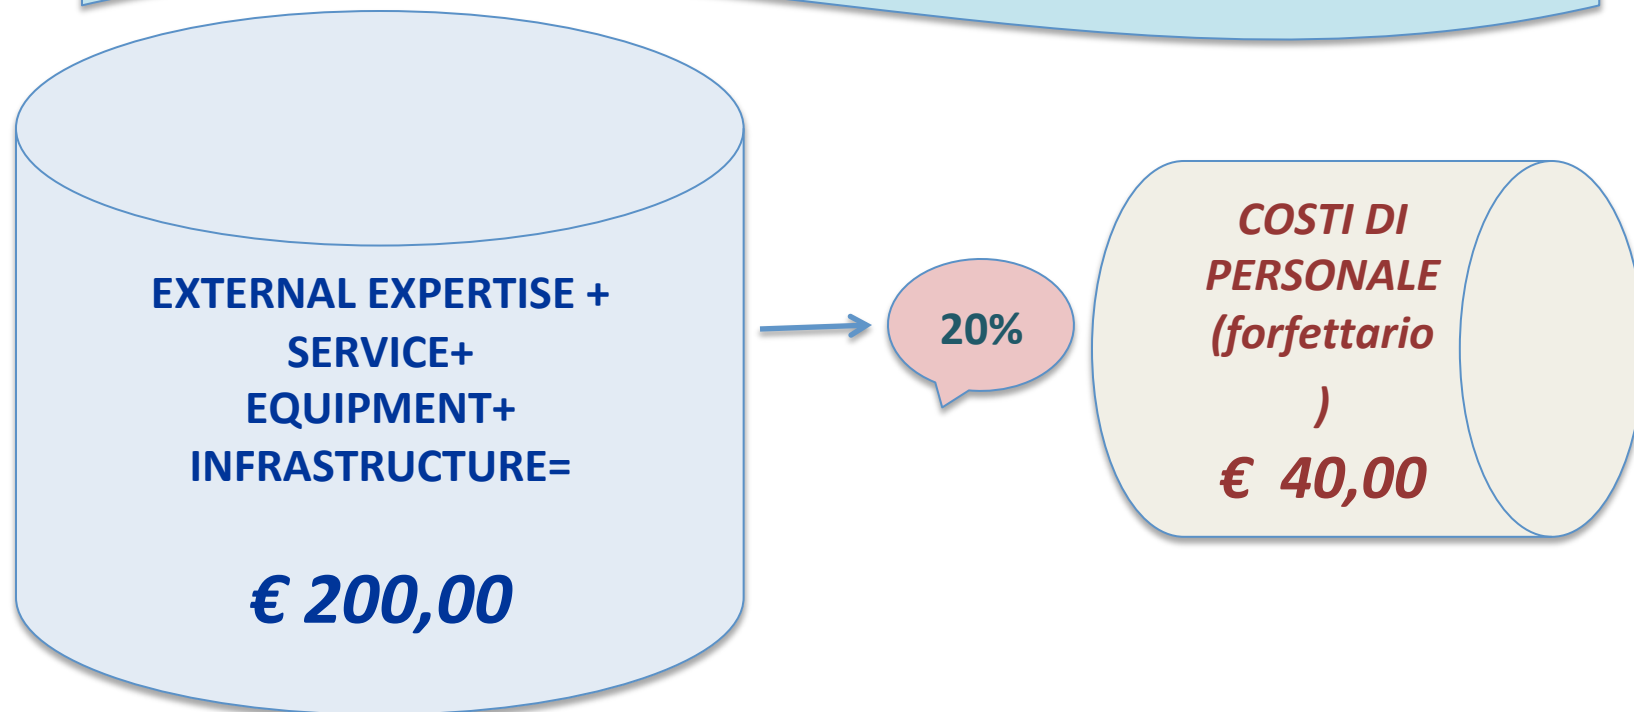 EXTERNAL EXPERTISE +
SERVICE+
EQUIPMENT+
INFRASTRUCTURE=
€ 200,00
20%
COSTI DI
PERSONALE
(forfettario
)
€ 40,00